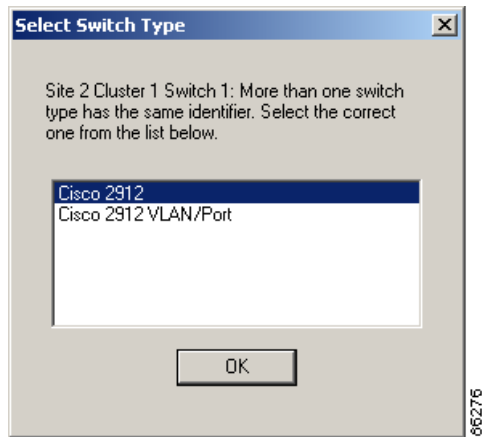 Select Switch Type
Site 2 Cluster 1 Switch 1: More than one switch
type has the same identifier. Select the correct
one from the list below.
Cisco 2912
Cisco 2912 VLAN/Port
OK
86276